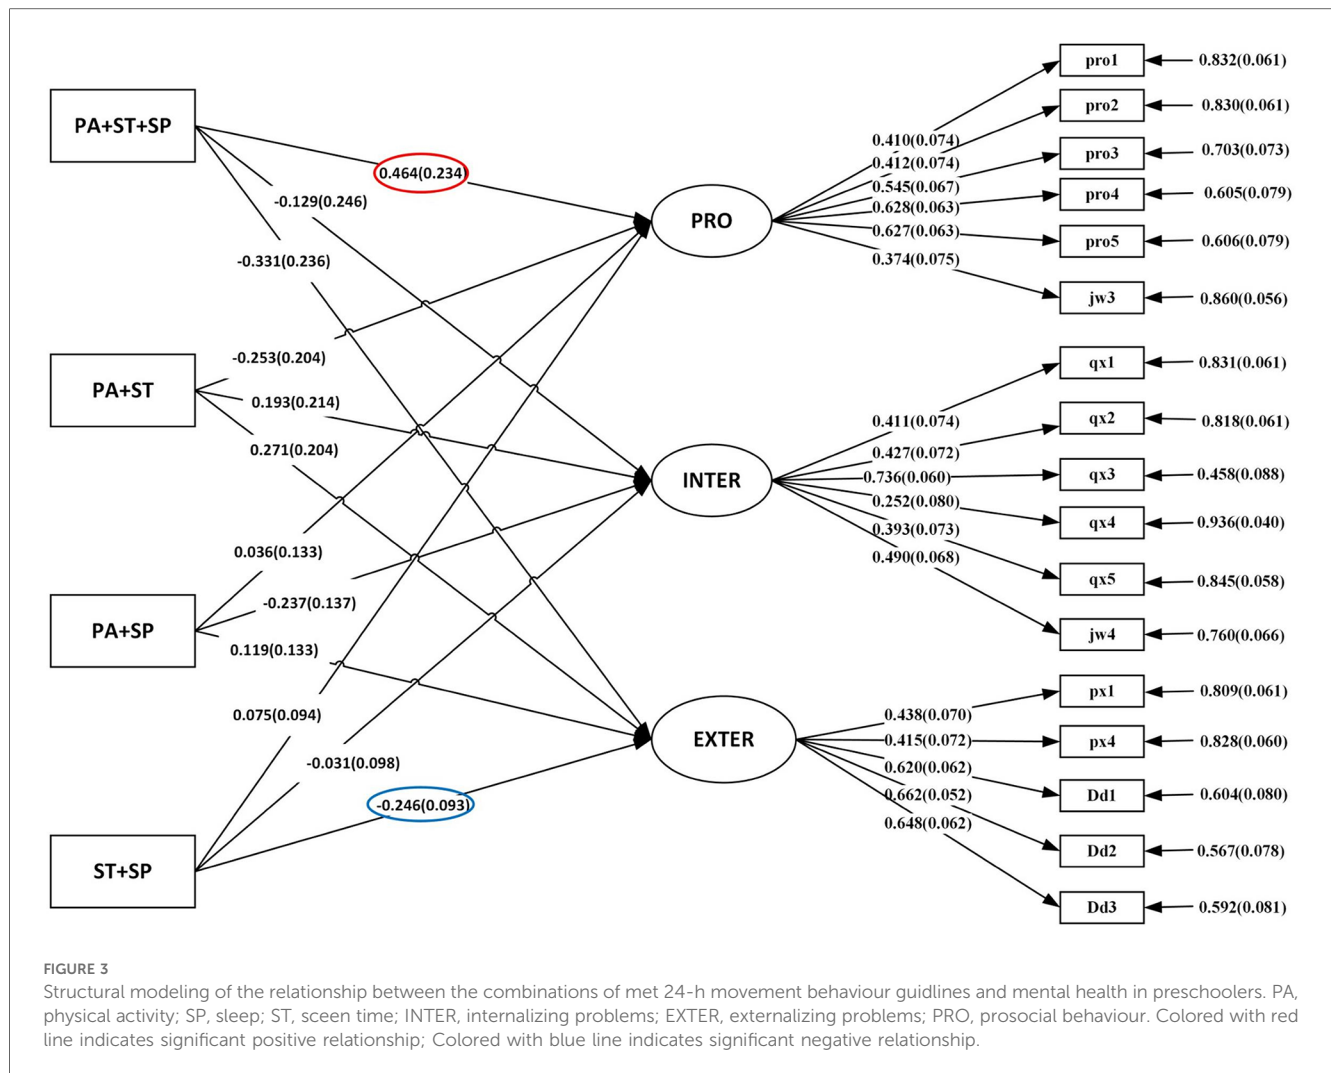 PA+ST+SP
PA+ST
PA+SP
ST+SP
0.464(0.234)
-0.129(0.246)
-0.331(0.236)
-0.253(0.204)
0.193(0.214)
0.271(0.204)
0.036(0.133)
-0.237(0.137)
0.119(0.133)
0.075(0.094)
-0.031(0.098)
-0.246(0.093)
PRO
INTER
EXTER
0.410(0.074)
0.412(0.074)
0.545(0.067)
0.628(0.063)
0.627(0.063)
0.374(0.075)
0.411(0.074)
0.427(0.072)
0.736(0.060)
0.252(0.080)
0.393(0.073)
0.490(0.068)
0.438(0.070)
0.415(0.072)
0.620(0.062)
0.662(0.052)
0.648(0.062)
pro1 0.832(0.061)
pro2 0.830(0.061)
pro3 0.703(0.073)
pro4 0.605(0.079)
pro5 0.606(0.079)
jw3 0.860(0.056)
qx1 0.831(0.061)
qx2 0.818(0.061)
qx3 0.458(0.088)
qx4 0.936(0.040)
qx5 0.845(0.058)
jw4 0.760(0.066)
px1 0.809(0.061)
px4 0.828(0.060)
Dd1 0.604(0.080)
Dd2 0.567(0.078)
Dd3 0.592(0.081)
FIGURE 3
Structural modeling of the relationship between the combinations of met 24-h movement behaviour guidlines and mental health in preschoolers. PA,
physical activity; SP, sleep; ST, sceen time; INTER, internalizing problems; EXTER, externalizing problems; PRO, prosocial behaviour. Colored with red
line indicates significant positive relationship; Colored with blue line indicates significant negative relationship.